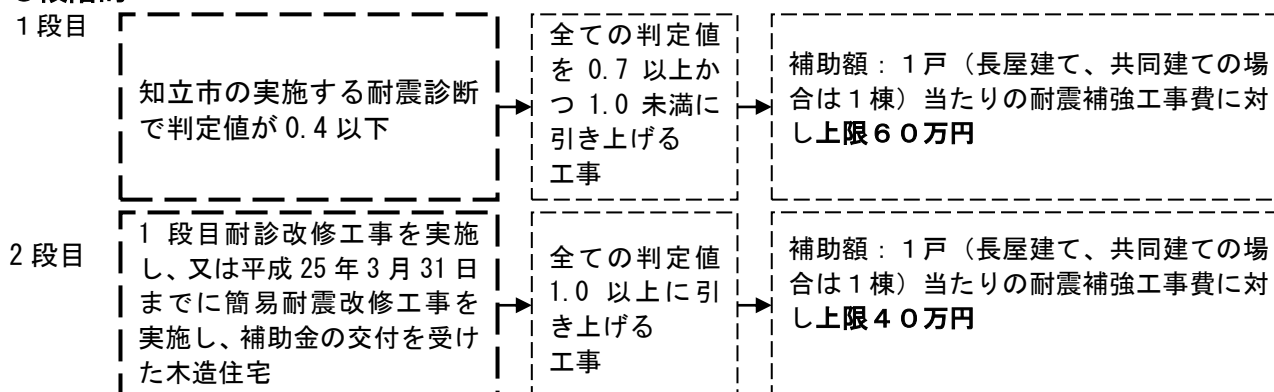 1段目
知立市の実施する耐震診断
で判定値が 0.4 以下
全ての判定値
を 0.7 以上か
つ 1.0 未満に
引き上げる
工事
補助額：1戸（長屋建て、共同建ての場
合は1棟）当たりの耐震補強工事費に対
し上限６０万円
2段目
1 段目耐診改修工事を実施
し、又は平成 25 年 3 月 31 日
までに簡易耐震改修工事を
実施し、補助金の交付を受け
た木造住宅
全ての判定値
1.0 以上に引
き上げる
工事
補助額：1戸（長屋建て、共同建ての場
合は1棟）当たりの耐震補強工事費に対
し上限４０万円